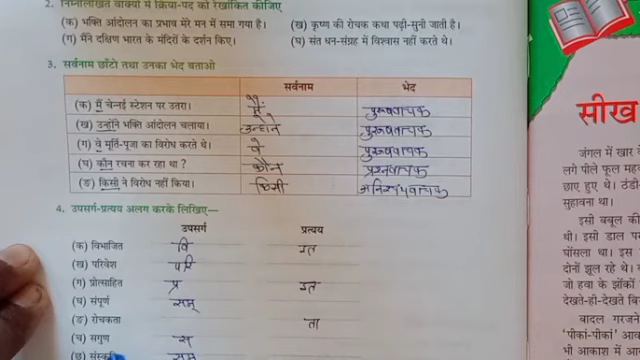 2. निम्नलिखित वाक्यों में क्रिया-पद को रेखांकित कीजिए
(क) भक्ति आंदोलन का प्रभाव मेरे मन में समा गया है। (ख) कृष्ण की रोचक कथा पढ़ी-सुनी जाती है।
(ग) मैंने दक्षिण भारत के मंदिरों के दर्शन किए। (घ) संत धन-संग्रह में विश्वास नहीं करते थे।
3. सर्वनाम छाँटो तथा उनका भेद बताओ
सर्वनाम भेद
(क) मैं चेन्नई स्टेशन पर उतरा। मैं पुरुषवाचक
(ख) उन्होंने भक्ति आंदोलन चलाया। उन्होंने पुरुषवाचक
(ग) वे मूर्ति-पूजा का विरोध करते थे। वे पुरुषवाचक
(घ) कौन रचना कर रहा था ? कौन प्रश्नवाचक
(ङ) किसी ने विरोध नहीं किया। किसी अनिश्चयवाचक
4. उपसर्ग-प्रत्यय अलग करके लिखिए—
उपसर्ग प्रत्यय
(क) विभाजित वि इत
(ख) परिवेश परि
(ग) प्रोत्साहित प्र इत
(घ) संपूर्ण सम्
(ङ) रोचकता ता
(च) सगुण स
(छ) सम्
सीख
जंगल में खार के
लगे पीले फूल
छाए हुए थे। ठंडी-
सुहावना था।
इसी बबूल की
थी। इसी डाल पर
घोंसला था। इस
दोनों झूल रहे थे।
जो हवा के झोंकों
देखते-ही-देखते
बादल गरजने
'पीकां-पीकां'
भी आकाश में